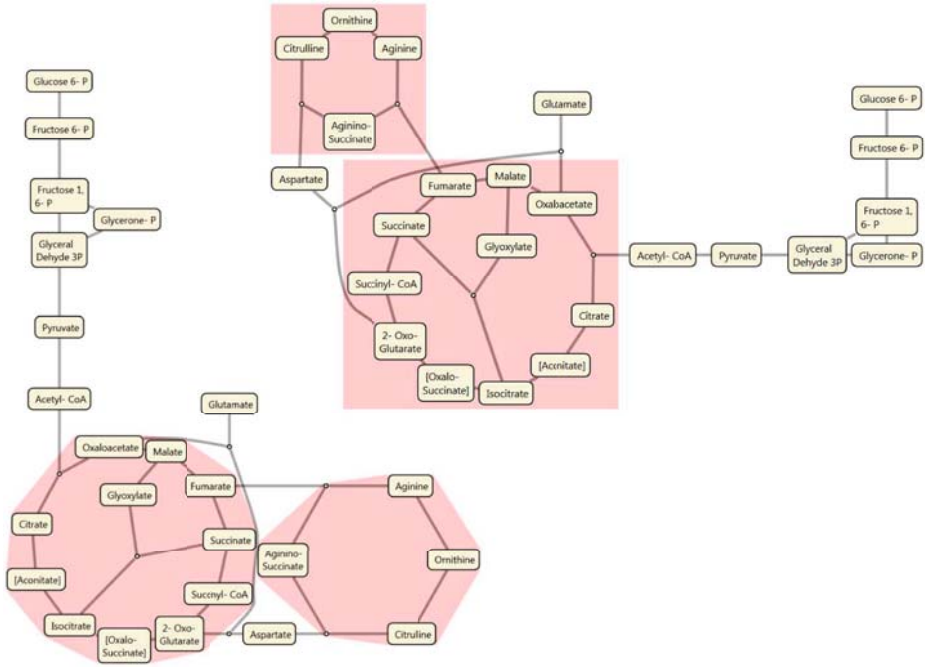 Glucose 6- P
Fructose 6- P
Fructose 1,
6- P
Glycerone- P
Glyceral
Dehyde 3P
Pyruvate
Acetyl- CoA
Glutamate
Oxaloacetate
Malate
Fumarate
Glyoxylate
Citrate
Succinate
[Aconitate]
Succnyl- CoA
Isocitrate
[Oxalo-
Succinate]
2- Oxo-
Glutarate
Aspartate
Aginine
Aginino-
Succinate
Ornithine
Citruline
Ornithine
Citrulline
Aginine
Aginino-
Succinate
Aspartate
Glutamate
Fumarate
Malate
Oxabacetate
Succinate
Glyoxylate
Succinyl- CoA
Citrate
2- Oxo-
Glutarate
[Oxalo-
Succinate]
Isocitrate
[Aconitate]
Acetyl- CoA
Pyruvate
Glyceral
Dehyde 3P
Glycerone- P
Fructose 1,
6- P
Fructose 6- P
Glucose 6- P